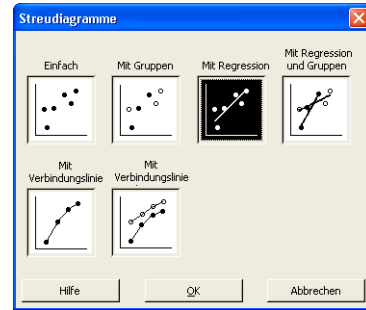 Streudiagramme
Einfach
Mit Gruppen
Mit Regression
Mit Regression
und Gruppen
Mit
Verbindungslinie
Mit
Verbindungslinie
Hilfe
OK
Abbrechen